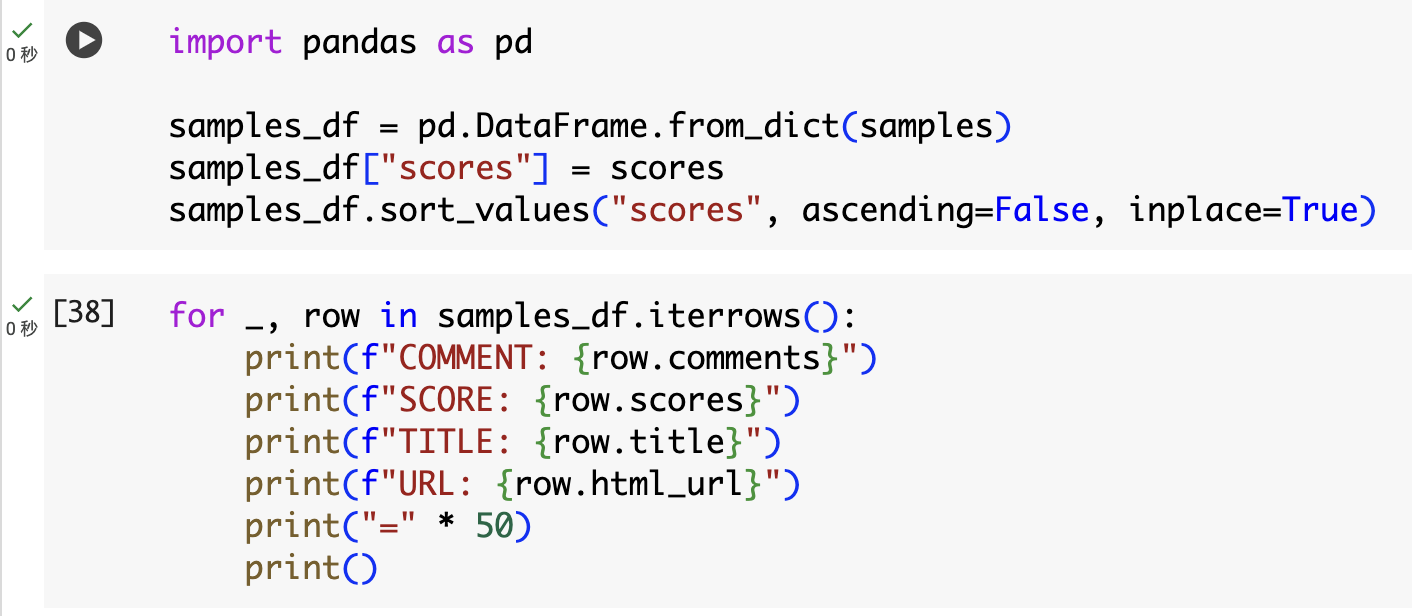 0 秒
import pandas as pd
samples_df = pd.DataFrame.from_dict(samples)
samples_df["scores"] = scores
samples_df.sort_values("scores", ascending=False, inplace=True)
0 秒
[38]
for _, row in samples_df.iterrows():
    print(f"COMMENT: {row.comments}")
    print(f"SCORE: {row.scores}")
    print(f"TITLE: {row.title}")
    print(f"URL: {row.html_url}")
    print("=" * 50)
    print()